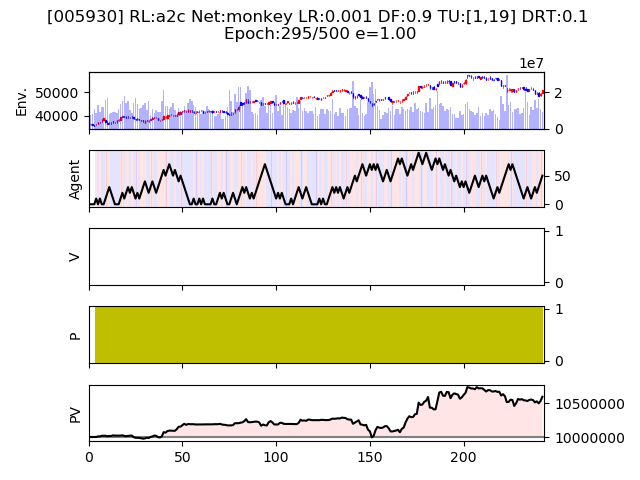 [005930] RL:a2c Net:monkey LR:0.001 DF:0.9 TU:[1,19] DRT:0.1
Epoch:295/500 e=1.00
1e7
Env.
50000
40000
2
0
Agent
50
0
V
1
0
P
1
0
PV
10500000
10000000
0 50 100 150 200